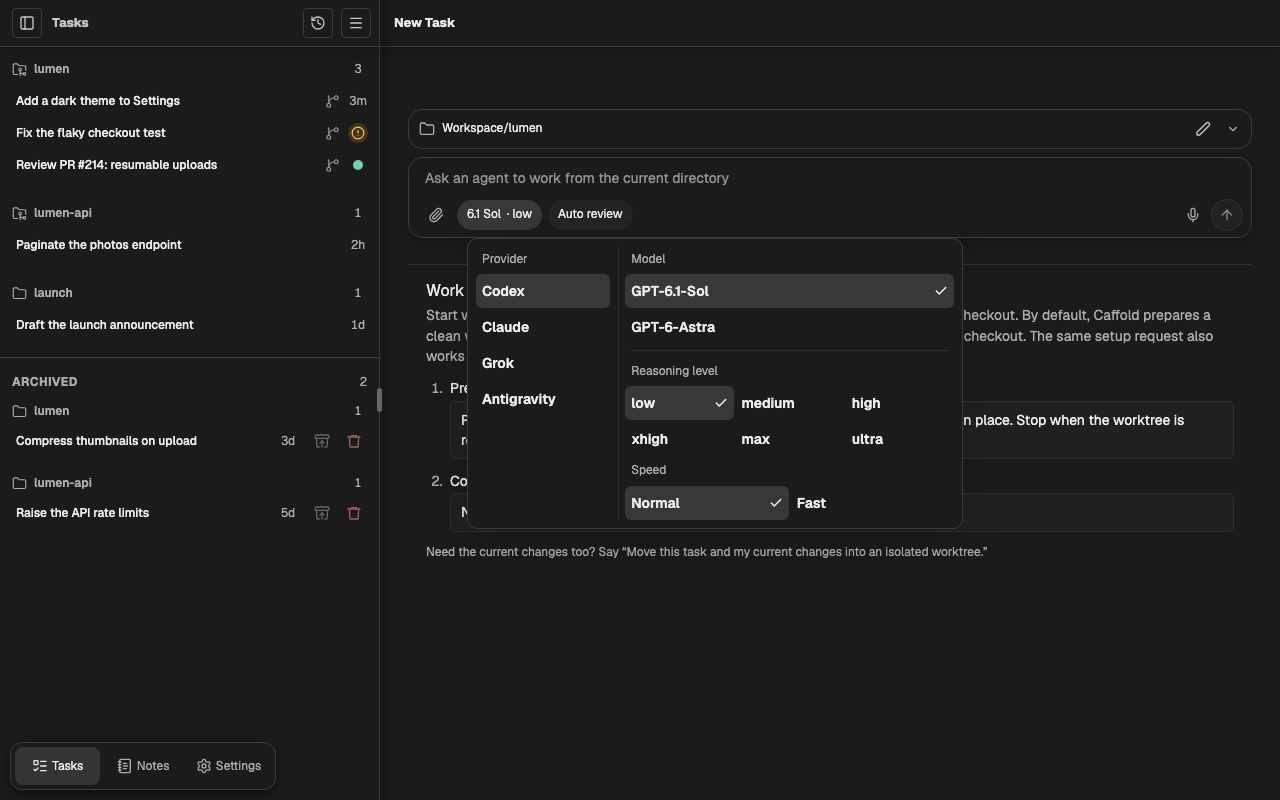 Tasks
New Task
lumen 3
Add a dark theme to Settings 3m
Fix the flaky checkout test
Review PR #214: resumable uploads
lumen-api 1
Paginate the photos endpoint 2h
launch 1
Draft the launch announcement 1d
ARCHIVED 2
lumen 1
Compress thumbnails on upload 3d
lumen-api 1
Raise the API rate limits 5d
Tasks
Notes
Settings
Workspace/lumen
Ask an agent to work from the current directory
6.1 Sol · low
Auto review
Provider
Codex
Claude
Grok
Antigravity
Model
GPT-6.1-Sol
GPT-6-Astra
Reasoning level
low medium high
xhigh max ultra
Speed
Normal Fast
Work
Start heckout. By default, Caffold prepares a
clean checkout. The same setup request also
works
1. Pre
n place. Stop when the worktree is
2. Co
Need the current changes too? Say “Move this task and my current changes into an isolated worktree.”